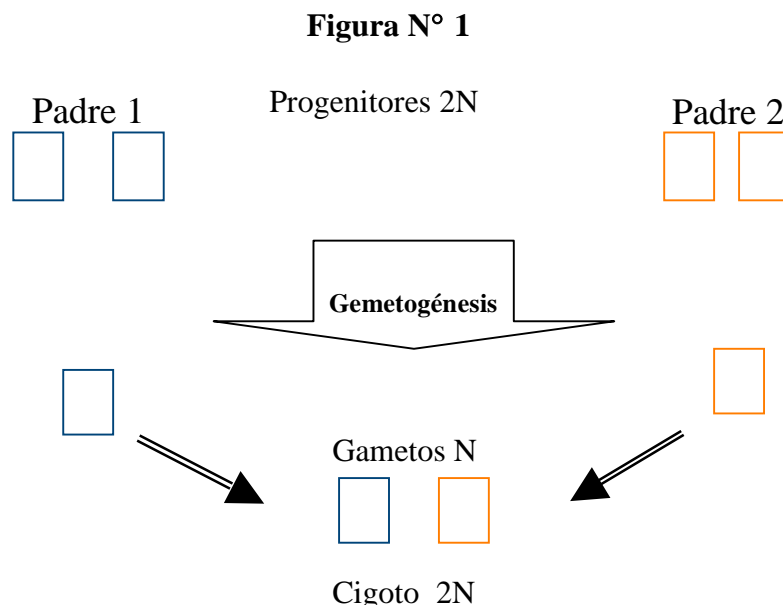 Figura N° 1
Progenitores 2N
Padre 1
Padre 2
Gemetogénesis
Gametos N
Cigoto 2N